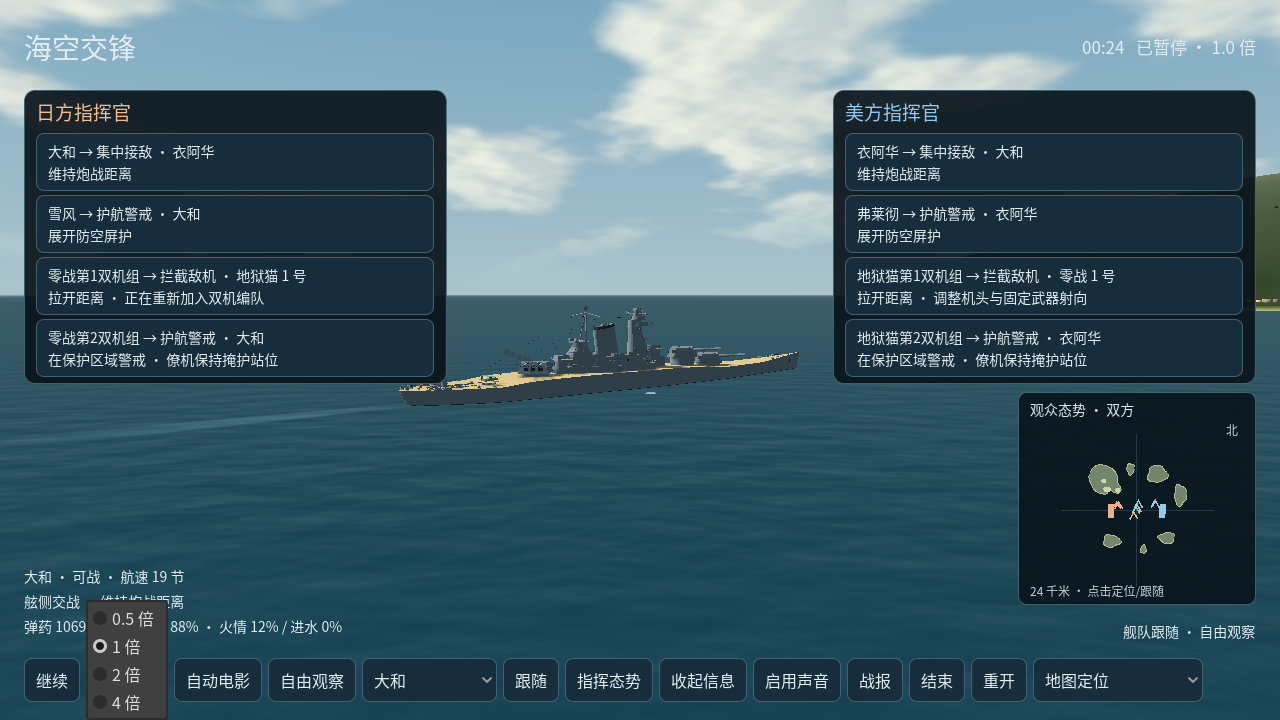 海空交锋
00:24 已暂停 · 1.0 倍
日方指挥官
大和 → 集中接敌 · 衣阿华
维持炮战距离
雪风 → 护航警戒 · 大和
展开防空屏护
零战第1双机组 → 拦截敌机 · 地狱猫 1 号
拉开距离 · 正在重新加入双机编队
零战第2双机组 → 护航警戒 · 大和
在保护区域警戒 · 僚机保持掩护站位
美方指挥官
衣阿华 → 集中接敌 · 大和
维持炮战距离
弗莱彻 → 护航警戒 · 衣阿华
展开防空屏护
地狱猫第1双机组 → 拦截敌机 · 零战 1 号
拉开距离 · 调整机头与固定武器射向
地狱猫第2双机组 → 护航警戒 · 衣阿华
在保护区域警戒 · 僚机保持掩护站位
观众态势 · 双方
北
24 千米 · 点击定位/跟随
大和 · 可战 · 航速 19 节
舷侧交战 · 维持炮战距离
弹药 1069 88% · 火情 12% / 进水 0%
舰队跟随 · 自由观察
0.5 倍
1 倍
2 倍
4 倍
继续
自动电影
自由观察
大和
跟随
指挥态势
收起信息
启用声音
战报
结束
重开
地图定位